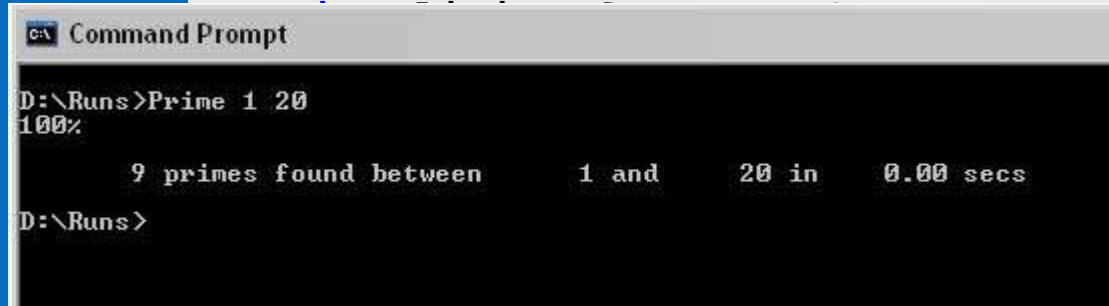 Command Prompt
D:\Runs>Prime 1 20
100%
9 primes found between 1 and 20 in 0.00 secs
D:\Runs>